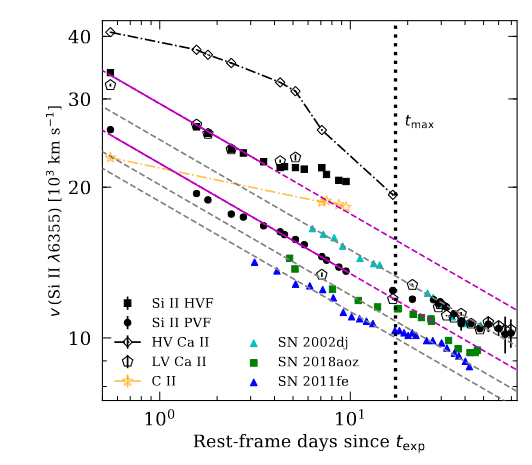 40
30
20
10
v (Si II λ6355) [10³ km s⁻¹]
t_max
Si II HVF
Si II PVF
HV Ca II
LV Ca II
C II
SN 2002dj
SN 2018aoz
SN 2011fe
10⁰
10¹
Rest-frame days since t_exp